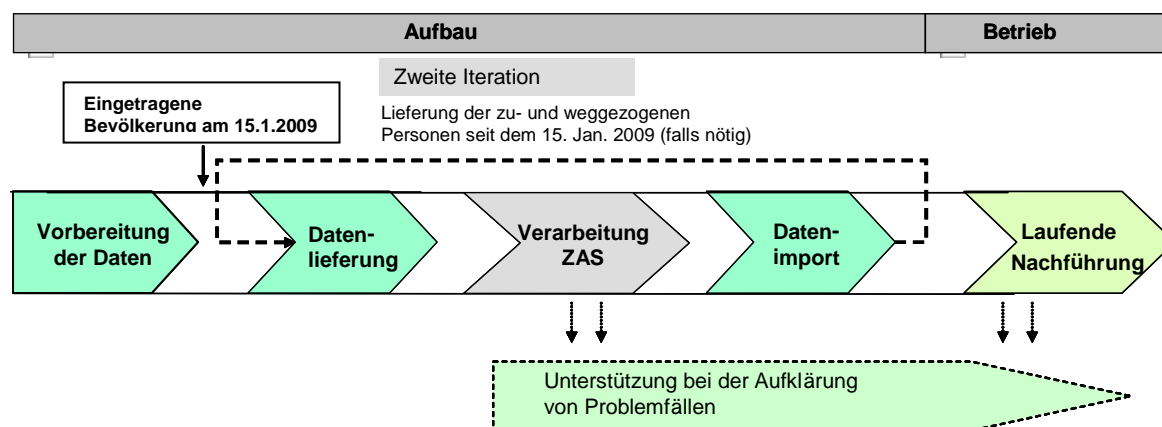 Aufbau
Betrieb
Zweite Iteration
Eingetragene
Bevölkerung am 15.1.2009
Lieferung der zu- und weggezogenen
Personen seit dem 15. Jan. 2009 (falls nötig)
Vorbereitung
der Daten
Daten-
lieferung
Verarbeitung
ZAS
Daten-
import
Laufende
Nachführung
Unterstützung bei der Aufklärung
von Problemfällen